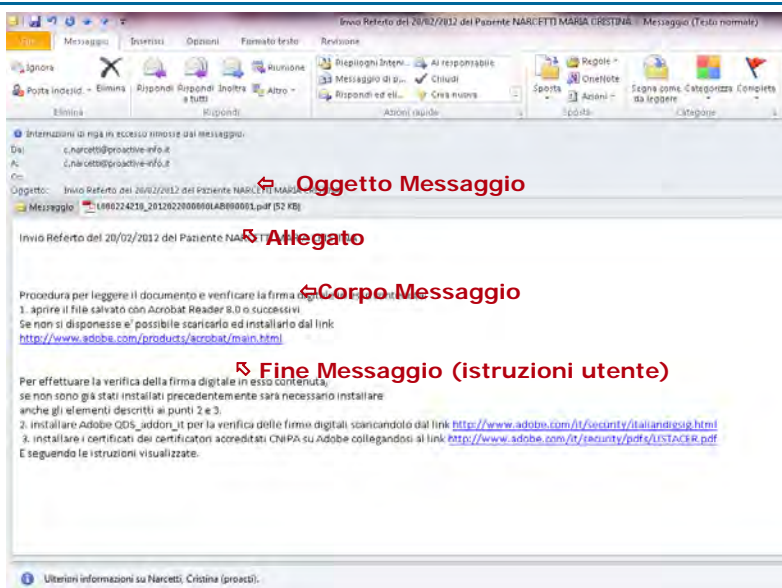 Invio Referto del 20/02/2012 del Paziente NARCETTI MARIA CRISTINA - Messaggio (Testo normale)
File Messaggio Inserisci Opzioni Formato testo Revisione
Ignora
Posta indesid. Elimina Rispondi Rispondi a tutti Inoltra Riunione Altro
Riepiloghi Inteni... Al responsabile
Messaggio di p... Chiudi
Rispondi ed eli... Crea nuova
Sposta Regole OneNote Azioni
Segna come da leggere Categorizza Completa
Elimina Rispondi Azioni rapide Sposta Categorie
Interruzioni di riga in eccesso rimosse dal messaggio.
Da: c.narcetti@proactive-info.it
A: c.narcetti@proactive-info.it
Cc:
Oggetto: Invio Referto del 20/02/2012 del Paziente NARCETTI MARIA CRISTINA
⇦ Oggetto Messaggio
Messaggio (52 KB)
Invio Referto del 20/02/2012 del Paziente NARCETTI MARIA CRISTINA
Allegato
Procedura per leggere il documento e verificare la firma digitale in esso contenuta
⇦Corpo Messaggio
1. aprire il file salvato con Acrobat Reader 8.0 o successivi
Se non si disponesse e' possibile scaricarlo ed installarlo dal link
http://www.adobe.com/products/acrobat/main.html
Fine Messaggio (istruzioni utente)
Per effettuare la verifica della firma digitale in esso contenuta,
se non sono già stati installati precedentemente sarà necessario installare
anche gli elementi descritti ai punti 2 e 3.
2. installare Adobe QDS_addon_it per la verifica delle firme digitali scaricandolo dal link http://www.adobe.com/it/security/italiandigsig.html
3. installare i certificati dei certificatori accreditati CNIPA su Adobe collegandosi al link http://www.adobe.com/it/security/pdfs/LISTACER.pdf
E seguendo le istruzioni visualizzate.
Ulteriori informazioni su Narcetti, Cristina (proacti).